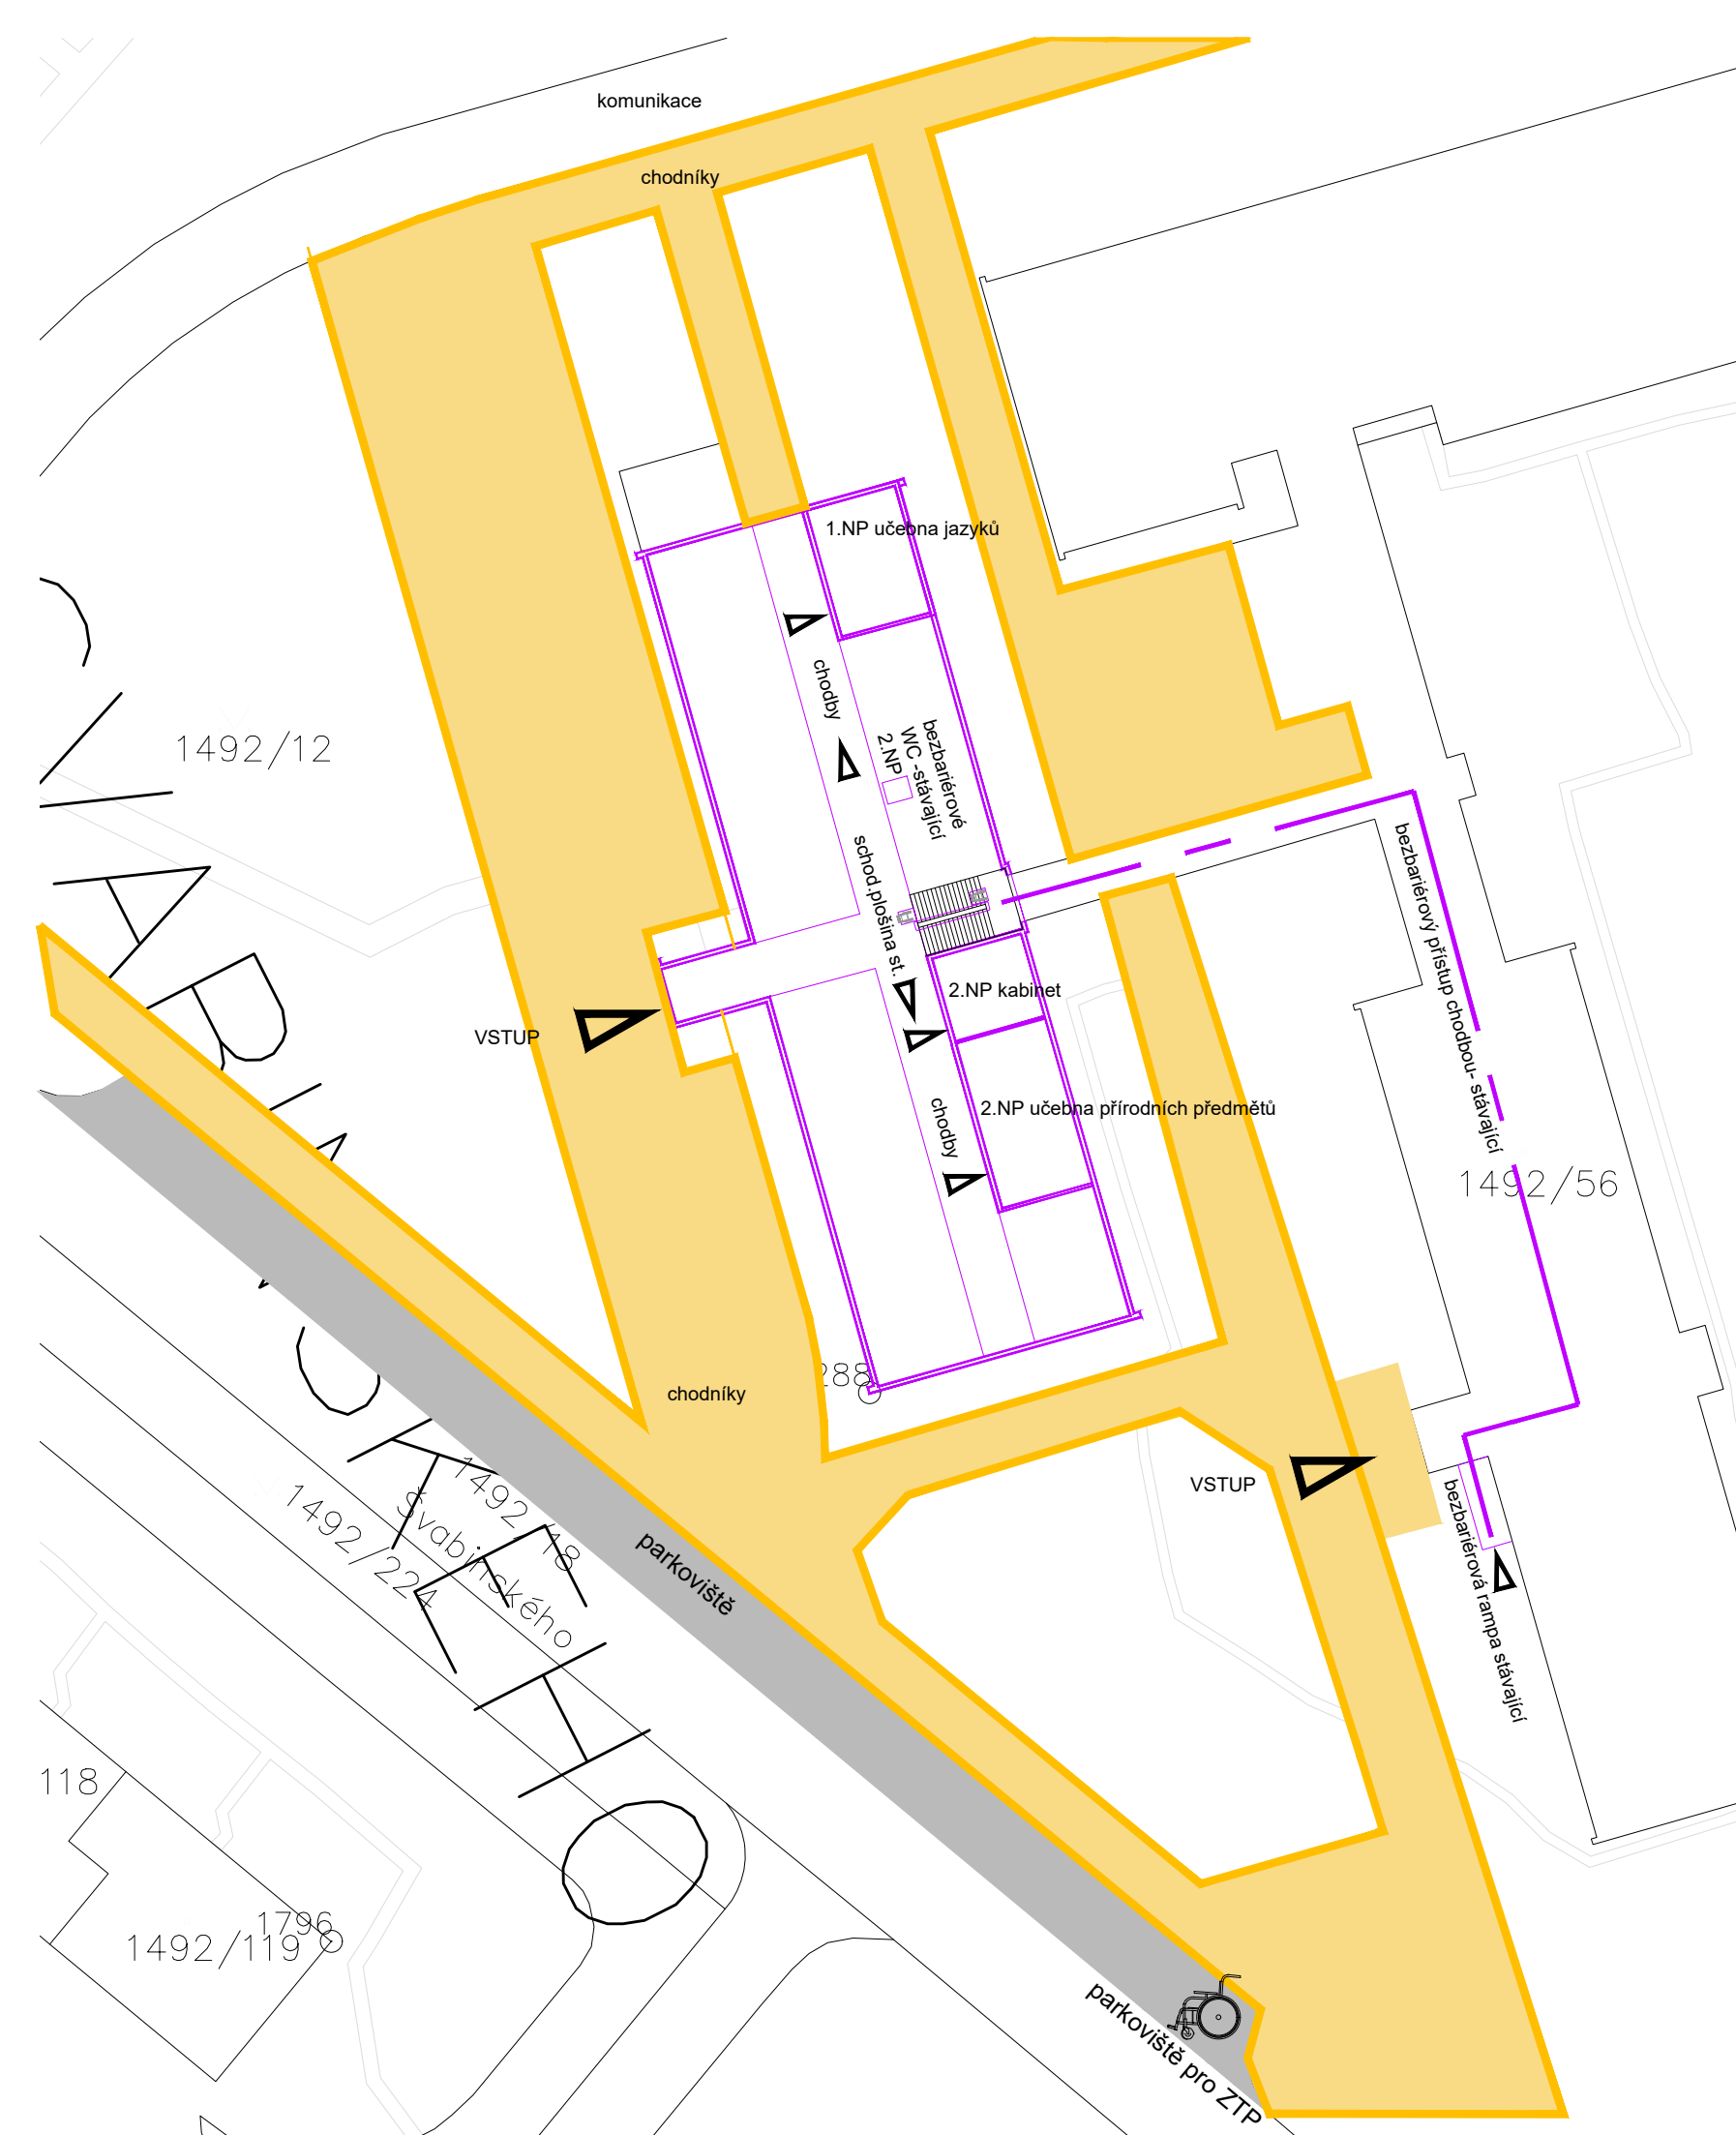 komunikace
chodníky
1.NP učebna jazyků
chodby
1492/12
bezbariérové
WC -stávající
2.NP
schod.plošina st.
bezbariérový přístup chodbou- stávající
2.NP kabinet
VSTUP
2.NP učebna přírodních předmětů
chodby
1492/56
288
chodníky
VSTUP
1492/18
1492/224
Švabinského
parkoviště
bezbariérová rampa stávající
118
1796
1492/119
parkoviště pro ZTP